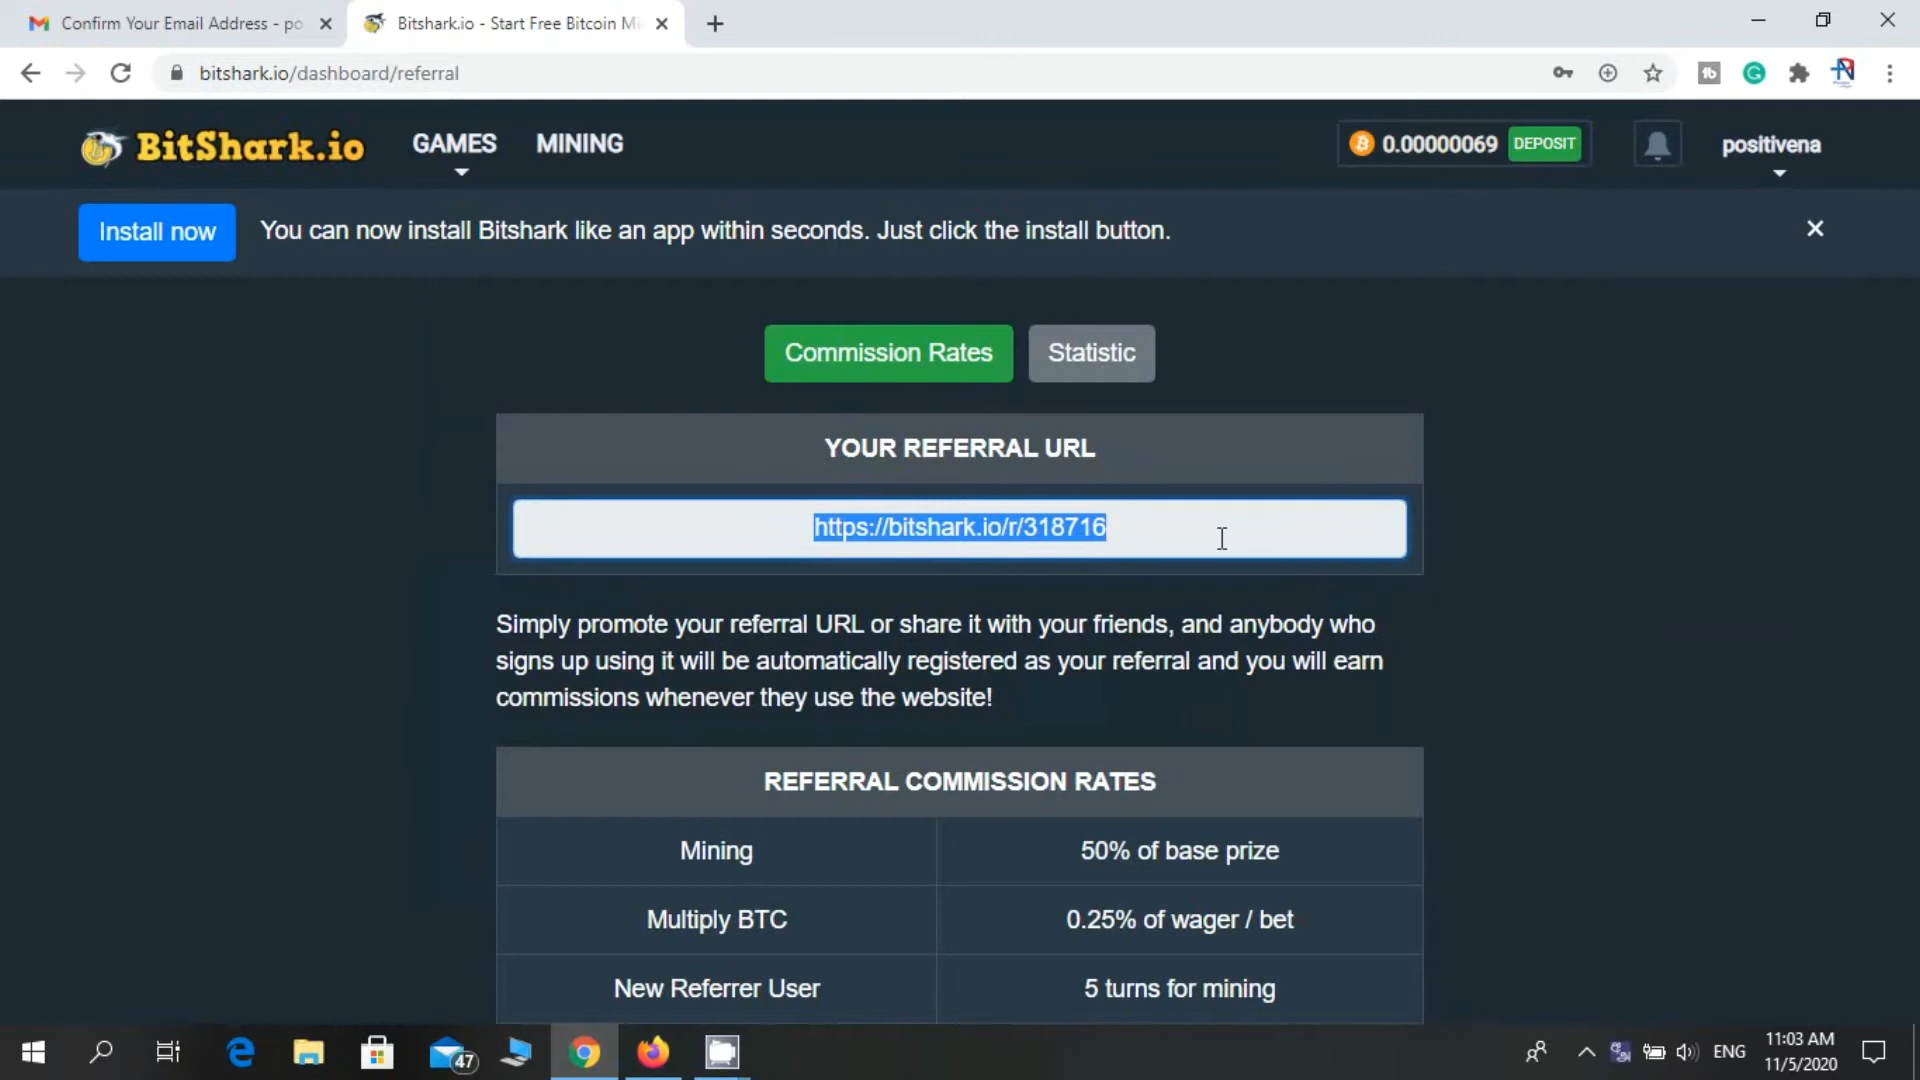 Confirm Your Email Address - po
Bitshark.io - Start Free Bitcoin Mi
bitshark.io/dashboard/referral
BitShark.io
GAMES
MINING
0.00000069
DEPOSIT
positivena
Install now
You can now install Bitshark like an app within seconds. Just click the install button.
Commission Rates
Statistic
YOUR REFERRAL URL
https://bitshark.io/r/318716
Simply promote your referral URL or share it with your friends, and anybody who
signs up using it will be automatically registered as your referral and you will earn
commissions whenever they use the website!
REFERRAL COMMISSION RATES
Mining
50% of base prize
Multiply BTC
0.25% of wager / bet
New Referrer User
5 turns for mining
47
ENG
11:03 AM
11/5/2020